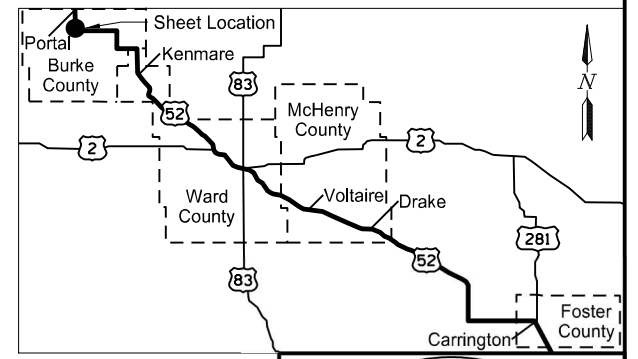 Sheet Location
Portal
Kenmare
Burke
County
83
N
52
McHenry
County
2
2
Ward
County
Voltaire
Drake
281
52
83
Foster
County
Carrington